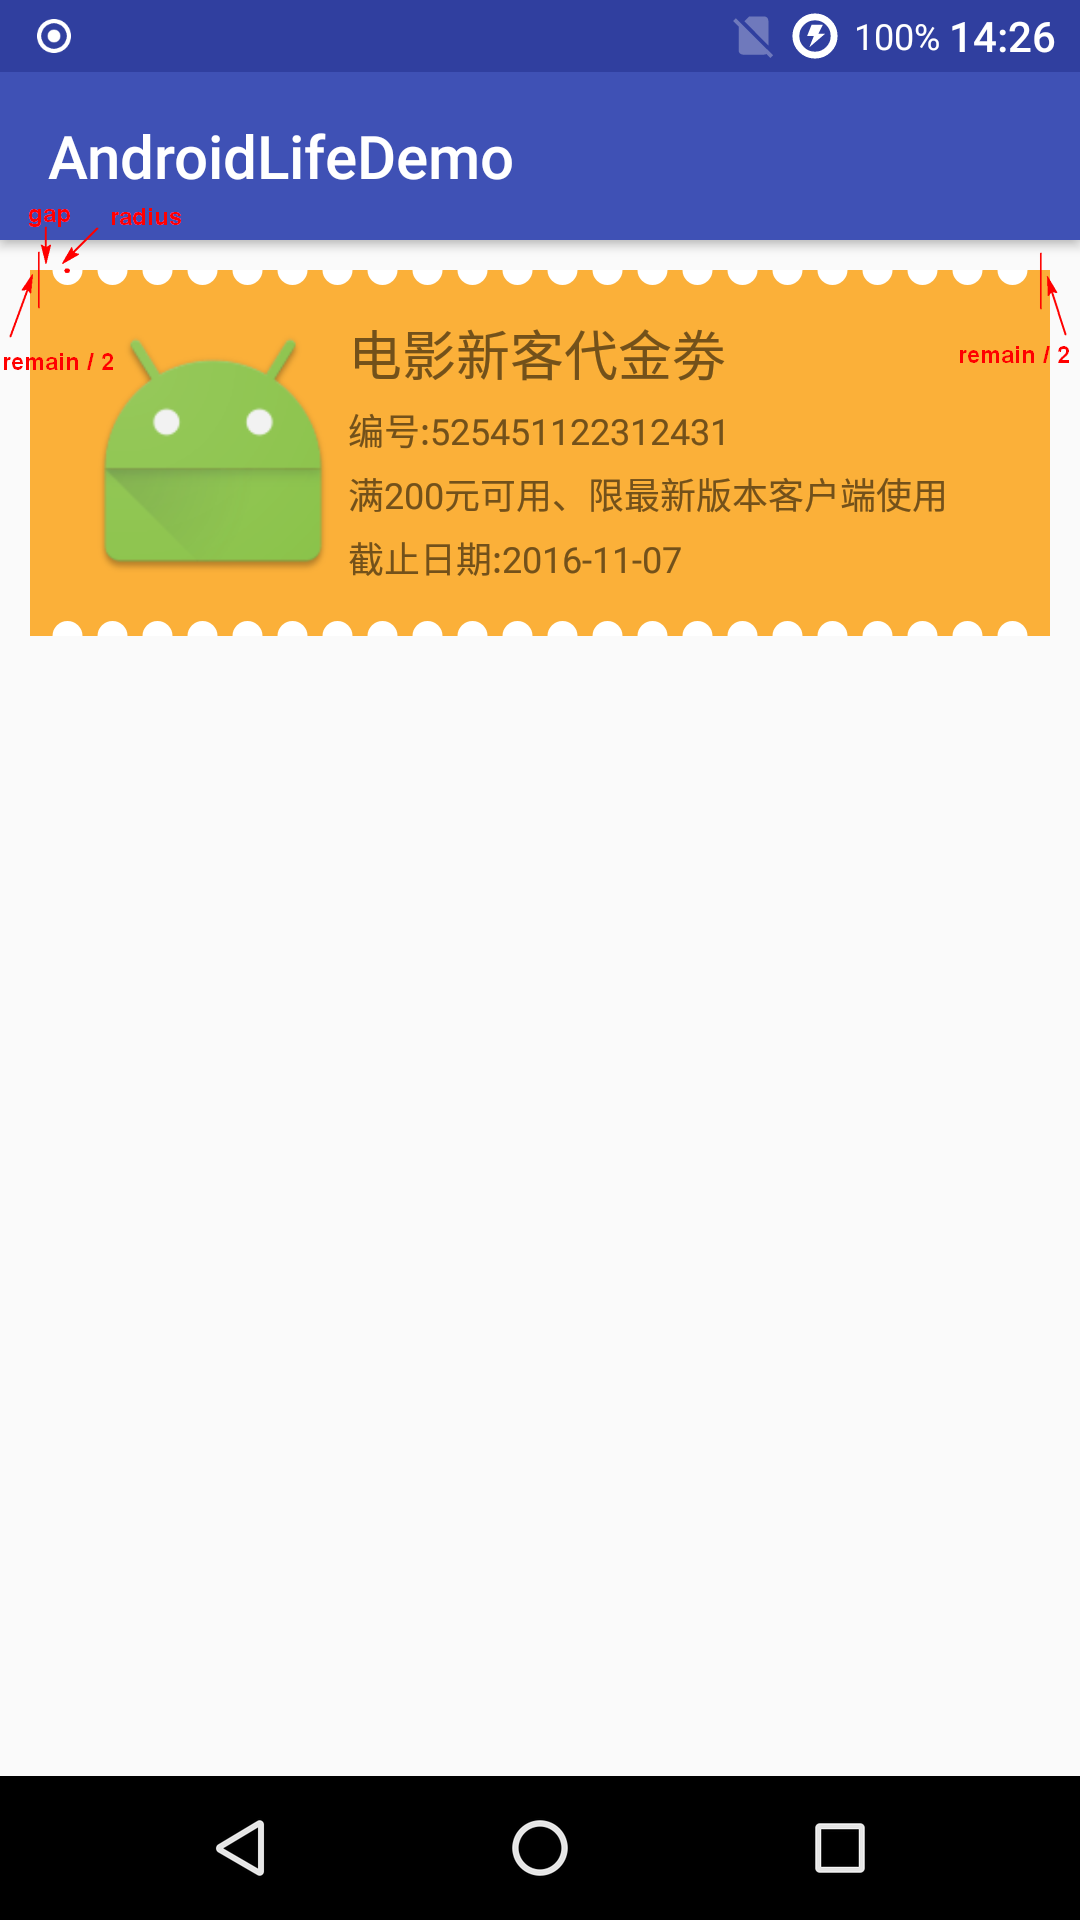 100% 14:26
AndroidLifeDemo
gap radius
remain / 2
remain / 2
电影新客代金劵
编号:525451122312431
满200元可用、限最新版本客户端使用
截止日期:2016-11-07